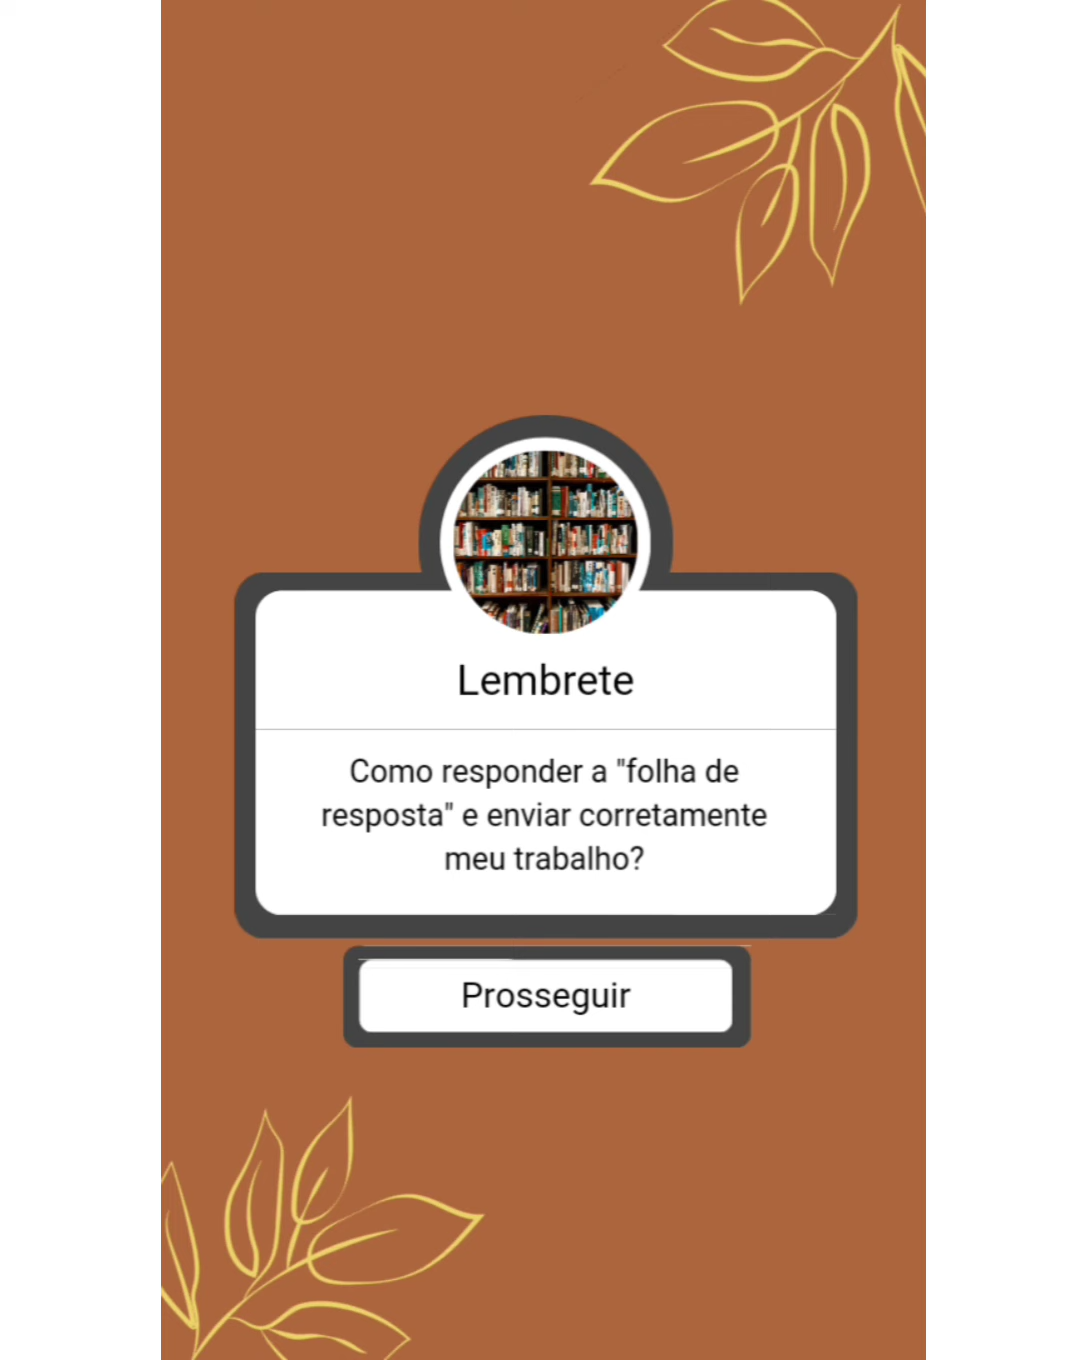 Lembrete
Como responder a "folha de
resposta" e enviar corretamente
meu trabalho?
Prosseguir